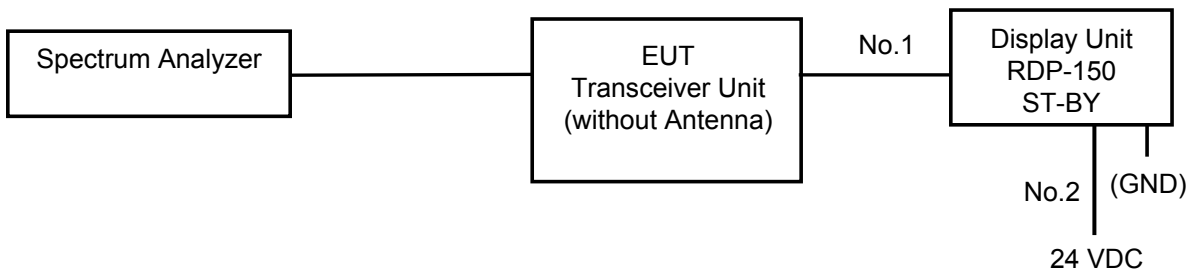 Spectrum Analyzer
EUT
Transceiver Unit
(without Antenna)
No.1
Display Unit
RDP-150
ST-BY
No.2
(GND)
24 VDC